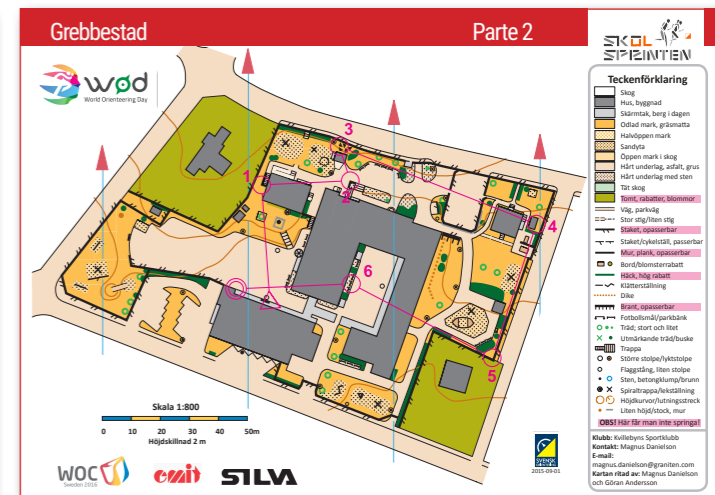 Grebbestad
Parte 2
wod
World Orienteering Day
SKOL
SPRINTEN
Teckenförklaring
Skog
Hus, byggnad
Skärmtak, berg i dagen
Odlad mark, gräsmatta
Halvöppen mark
Sandyta
Öppen mark i skog
Hårt underlag, asfalt, grus
Hårt underlag med sten
Tät skog
Tomt, rabatter, blommor
Väg, parkväg
Stor stig/liten stig
Staket, opasserbar
Staket/cykelställ, passerbar
Mur, plank, opasserbar
Bord/blomsterrabatt
Häck, hög rabatt
Klätterställning
Dike
Brant, opasserbar
Fotbollsmål/parkbänk
Träd; stort och litet
Utmärkande träd/buske
Trappa
Större stolpe/lyktstolpe
Flaggstång, liten stolpe
Sten, betongklump/brunn
Spiraltrappa/lekställning
Höjdkurvor/lutningsstreck
Liten höjd/stock, mur
OBS! Här får man inte springa!
Klubb: Kvillebyns Sportklubb
Kontakt: Magnus Danielson
E-mail:
magnus.danielson@graniten.com
Kartan ritad av: Magnus Danielson
och Göran Andersson
1
2
3
4
5
6
Skala 1:800
0 10 20 30 40 50m
Höjdskillnad 2 m
WOC
Sweden 2016
emit
SILVA
SVENSK
2015-09-01